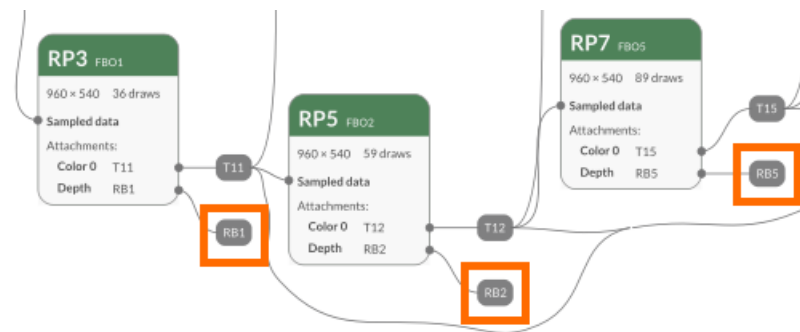 RP3 FBO1
960 × 540 36 draws
Sampled data
Attachments:
Color 0 T11
Depth RB1
T11
RB1
RP5 FBO2
960 × 540 59 draws
Sampled data
Attachments:
Color 0 T12
Depth RB2
T12
RB2
RP7 FBO5
960 × 540 89 draws
Sampled data
Attachments:
Color 0 T15
Depth RB5
T15
RB5